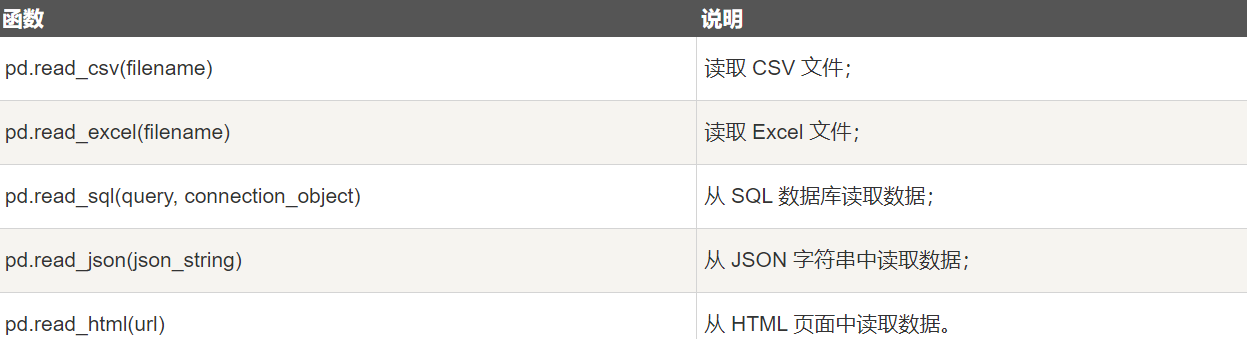 函数 说明
pd.read_csv(filename) 读取 CSV 文件；
pd.read_excel(filename) 读取 Excel 文件；
pd.read_sql(query, connection_object) 从 SQL 数据库读取数据；
pd.read_json(json_string) 从 JSON 字符串中读取数据；
pd.read_html(url) 从 HTML 页面中读取数据。